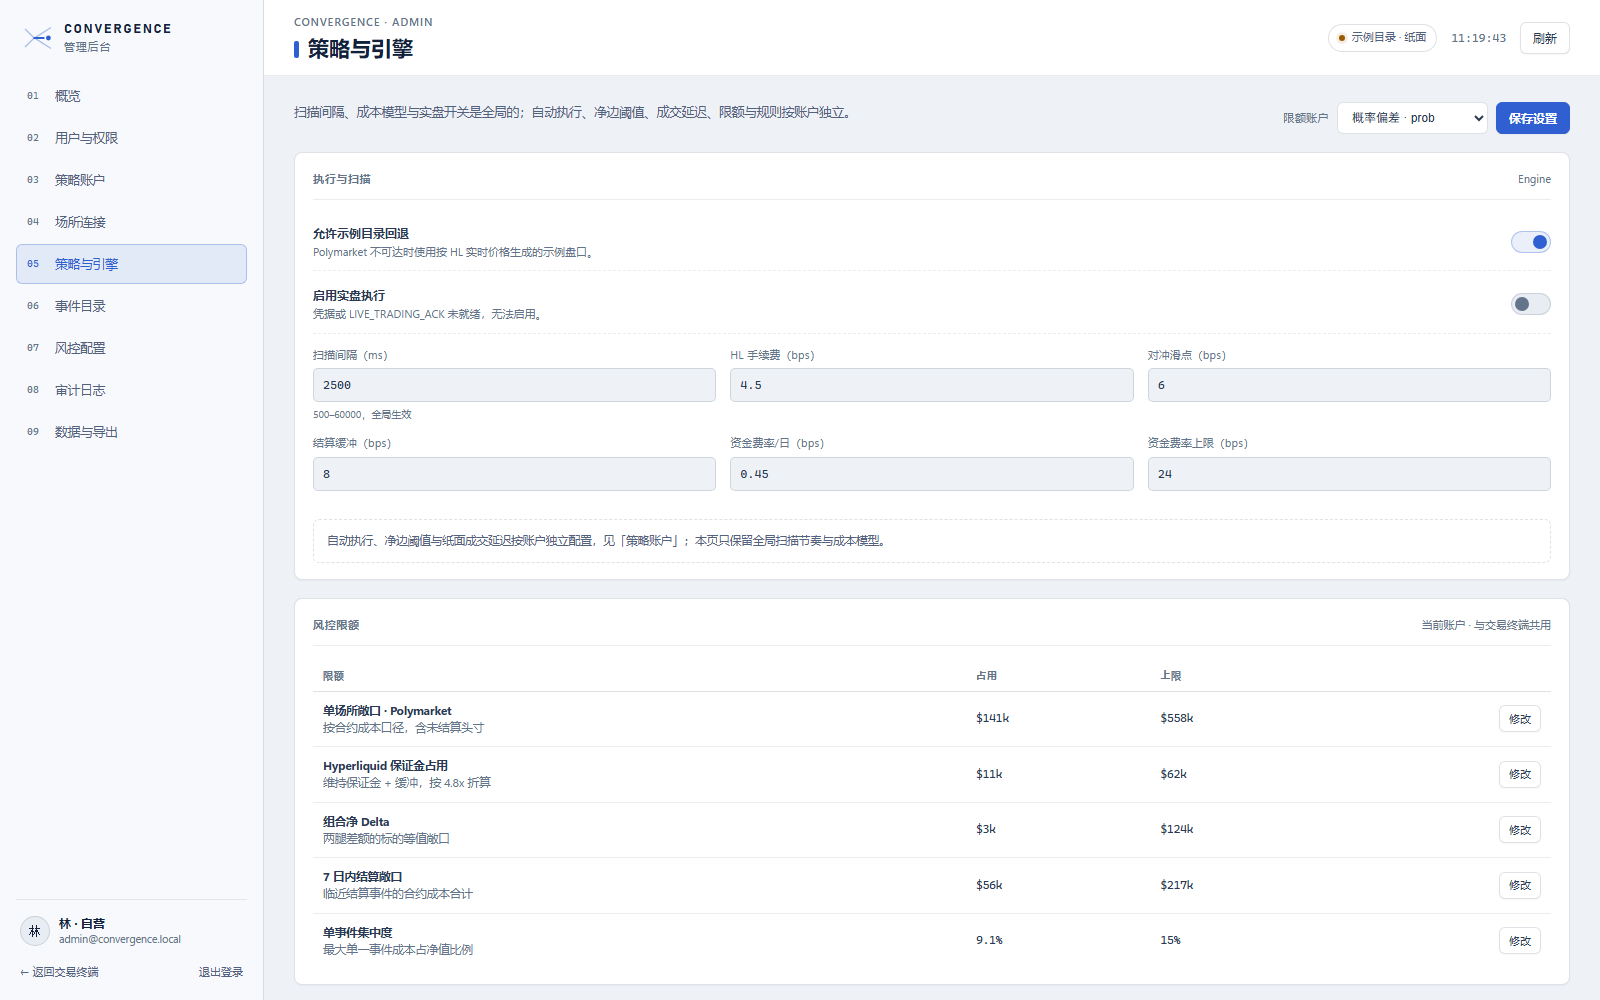 CONVERGENCE
管理后台
01 概览
02 用户与权限
03 策略账户
04 场所连接
05 策略与引擎
06 事件目录
07 风控配置
08 审计日志
09 数据与导出
林
林 · 自营
admin@convergence.local
← 返回交易终端
退出登录
CONVERGENCE · ADMIN
策略与引擎
示例目录 · 纸面
11:19:43
刷新
扫描间隔、成本模型与实盘开关是全局的；自动执行、净边阈值、成交延迟、限额与规则按账户独立。
限额账户
概率偏差 · prob
保存设置
执行与扫描
Engine
允许示例目录回退
Polymarket 不可达时使用按 HL 实时价格生成的示例盘口。
启用实盘执行
凭据或 LIVE_TRADING_ACK 未就绪，无法启用。
扫描间隔（ms）
HL 手续费（bps）
对冲滑点（bps）
2500
4.5
6
500–60000，全局生效
结算缓冲（bps）
资金费率/日（bps）
资金费率上限（bps）
8
0.45
24
自动执行、净边阈值与纸面成交延迟按账户独立配置，见「策略账户」；本页只保留全局扫描节奏与成本模型。
风控限额
当前账户 · 与交易终端共用
限额
占用
上限
单场所敞口 · Polymarket
按合约成本口径，含未结算头寸
$141k
$558k
修改
Hyperliquid 保证金占用
维持保证金 + 缓冲，按 4.8x 折算
$11k
$62k
修改
组合净 Delta
两腿差额的标的等值敞口
$3k
$124k
修改
7 日内结算敞口
临近结算事件的合约成本合计
$56k
$217k
修改
单事件集中度
最大单一事件成本占净值比例
9.1%
15%
修改